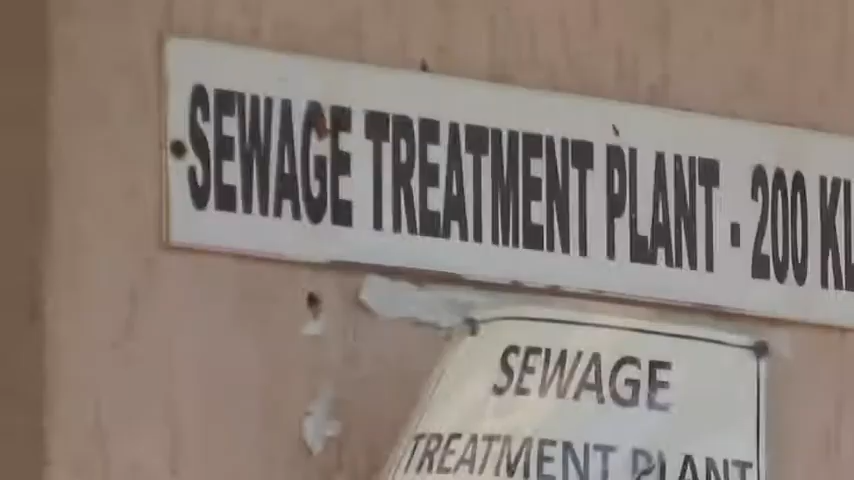 SEWAGE TREATMENT PLANT - 200 KL
SEWAGE
TREATMENT PLANT